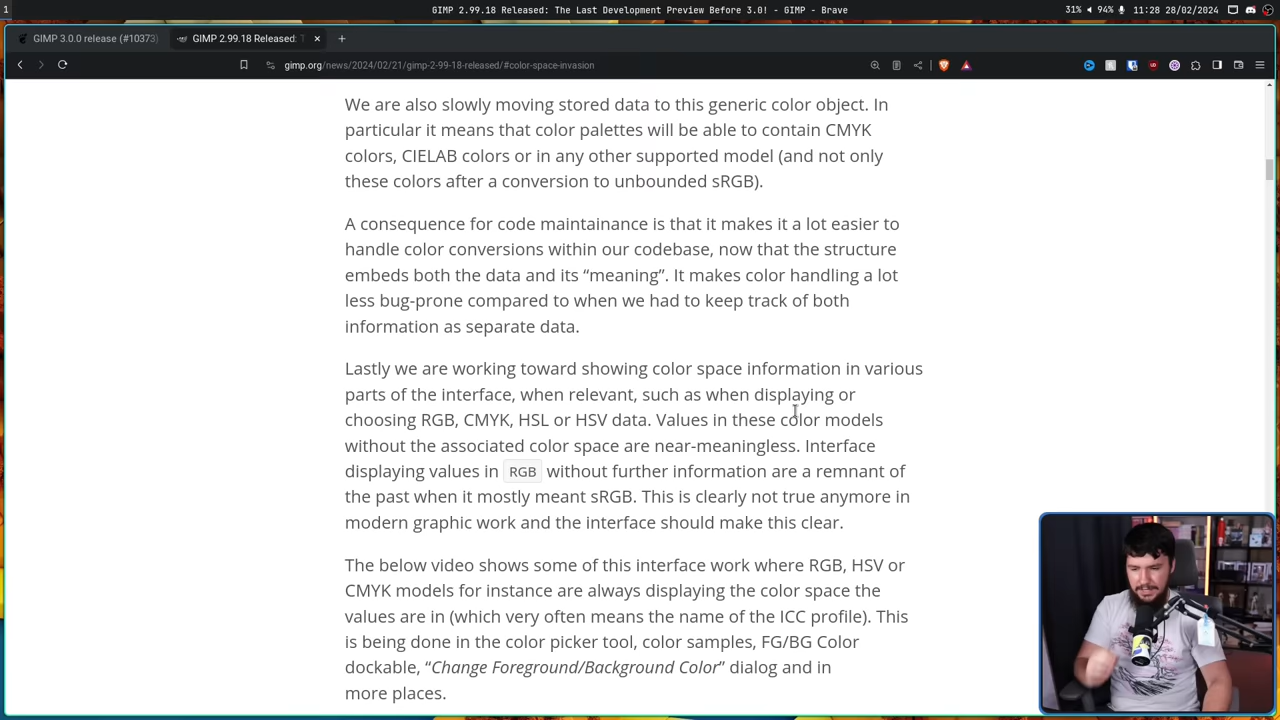 1
GIMP 2.99.18 Released: The Last Development Preview Before 3.0! - GIMP - Brave
31% 94% 11:28 28/02/2024
GIMP 3.0.0 release (#10373)
GIMP 2.99.18 Released: T
gimp.org/news/2024/02/21/gimp-2-99-18-released/#color-space-invasion
We are also slowly moving stored data to this generic color object. In
particular it means that color palettes will be able to contain CMYK
colors, CIELAB colors or in any other supported model (and not only
these colors after a conversion to unbounded sRGB).
A consequence for code maintainance is that it makes it a lot easier to
handle color conversions within our codebase, now that the structure
embeds both the data and its “meaning”. It makes color handling a lot
less bug-prone compared to when we had to keep track of both
information as separate data.
Lastly we are working toward showing color space information in various
parts of the interface, when relevant, such as when displaying or
choosing RGB, CMYK, HSL or HSV data. Values in these color models
without the associated color space are near-meaningless. Interface
displaying values in RGB without further information are a remnant of
the past when it mostly meant sRGB. This is clearly not true anymore in
modern graphic work and the interface should make this clear.
The below video shows some of this interface work where RGB, HSV or
CMYK models for instance are always displaying the color space the
values are in (which very often means the name of the ICC profile). This
is being done in the color picker tool, color samples, FG/BG Color
dockable, “Change Foreground/Background Color” dialog and in
more places.